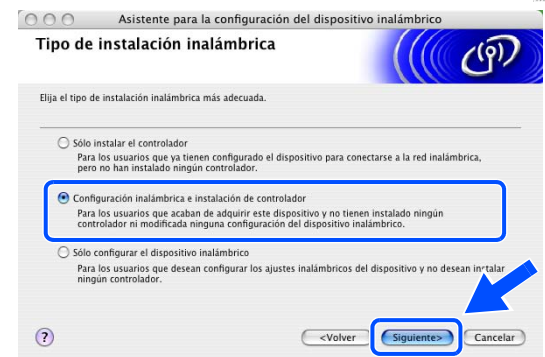 Asistente para la configuración del dispositivo inalámbrico
Tipo de instalación inalámbrica
Elija el tipo de instalación inalámbrica más adecuada.
Sólo instalar el controlador
Para los usuarios que ya tienen configurado el dispositivo para conectarse a la red inalámbrica,
pero no han instalado ningún controlador.
Configuración inalámbrica e instalación de controlador
Para los usuarios que acaban de adquirir este dispositivo y no tienen instalado ningún
controlador ni modificada ninguna configuración del dispositivo inalámbrico.
Sólo configurar el dispositivo inalámbrico
Para los usuarios que desean configurar los ajustes inalámbricos del dispositivo y no desean instalar
ningún controlador.
?
<Volver
Siguiente>
Cancelar